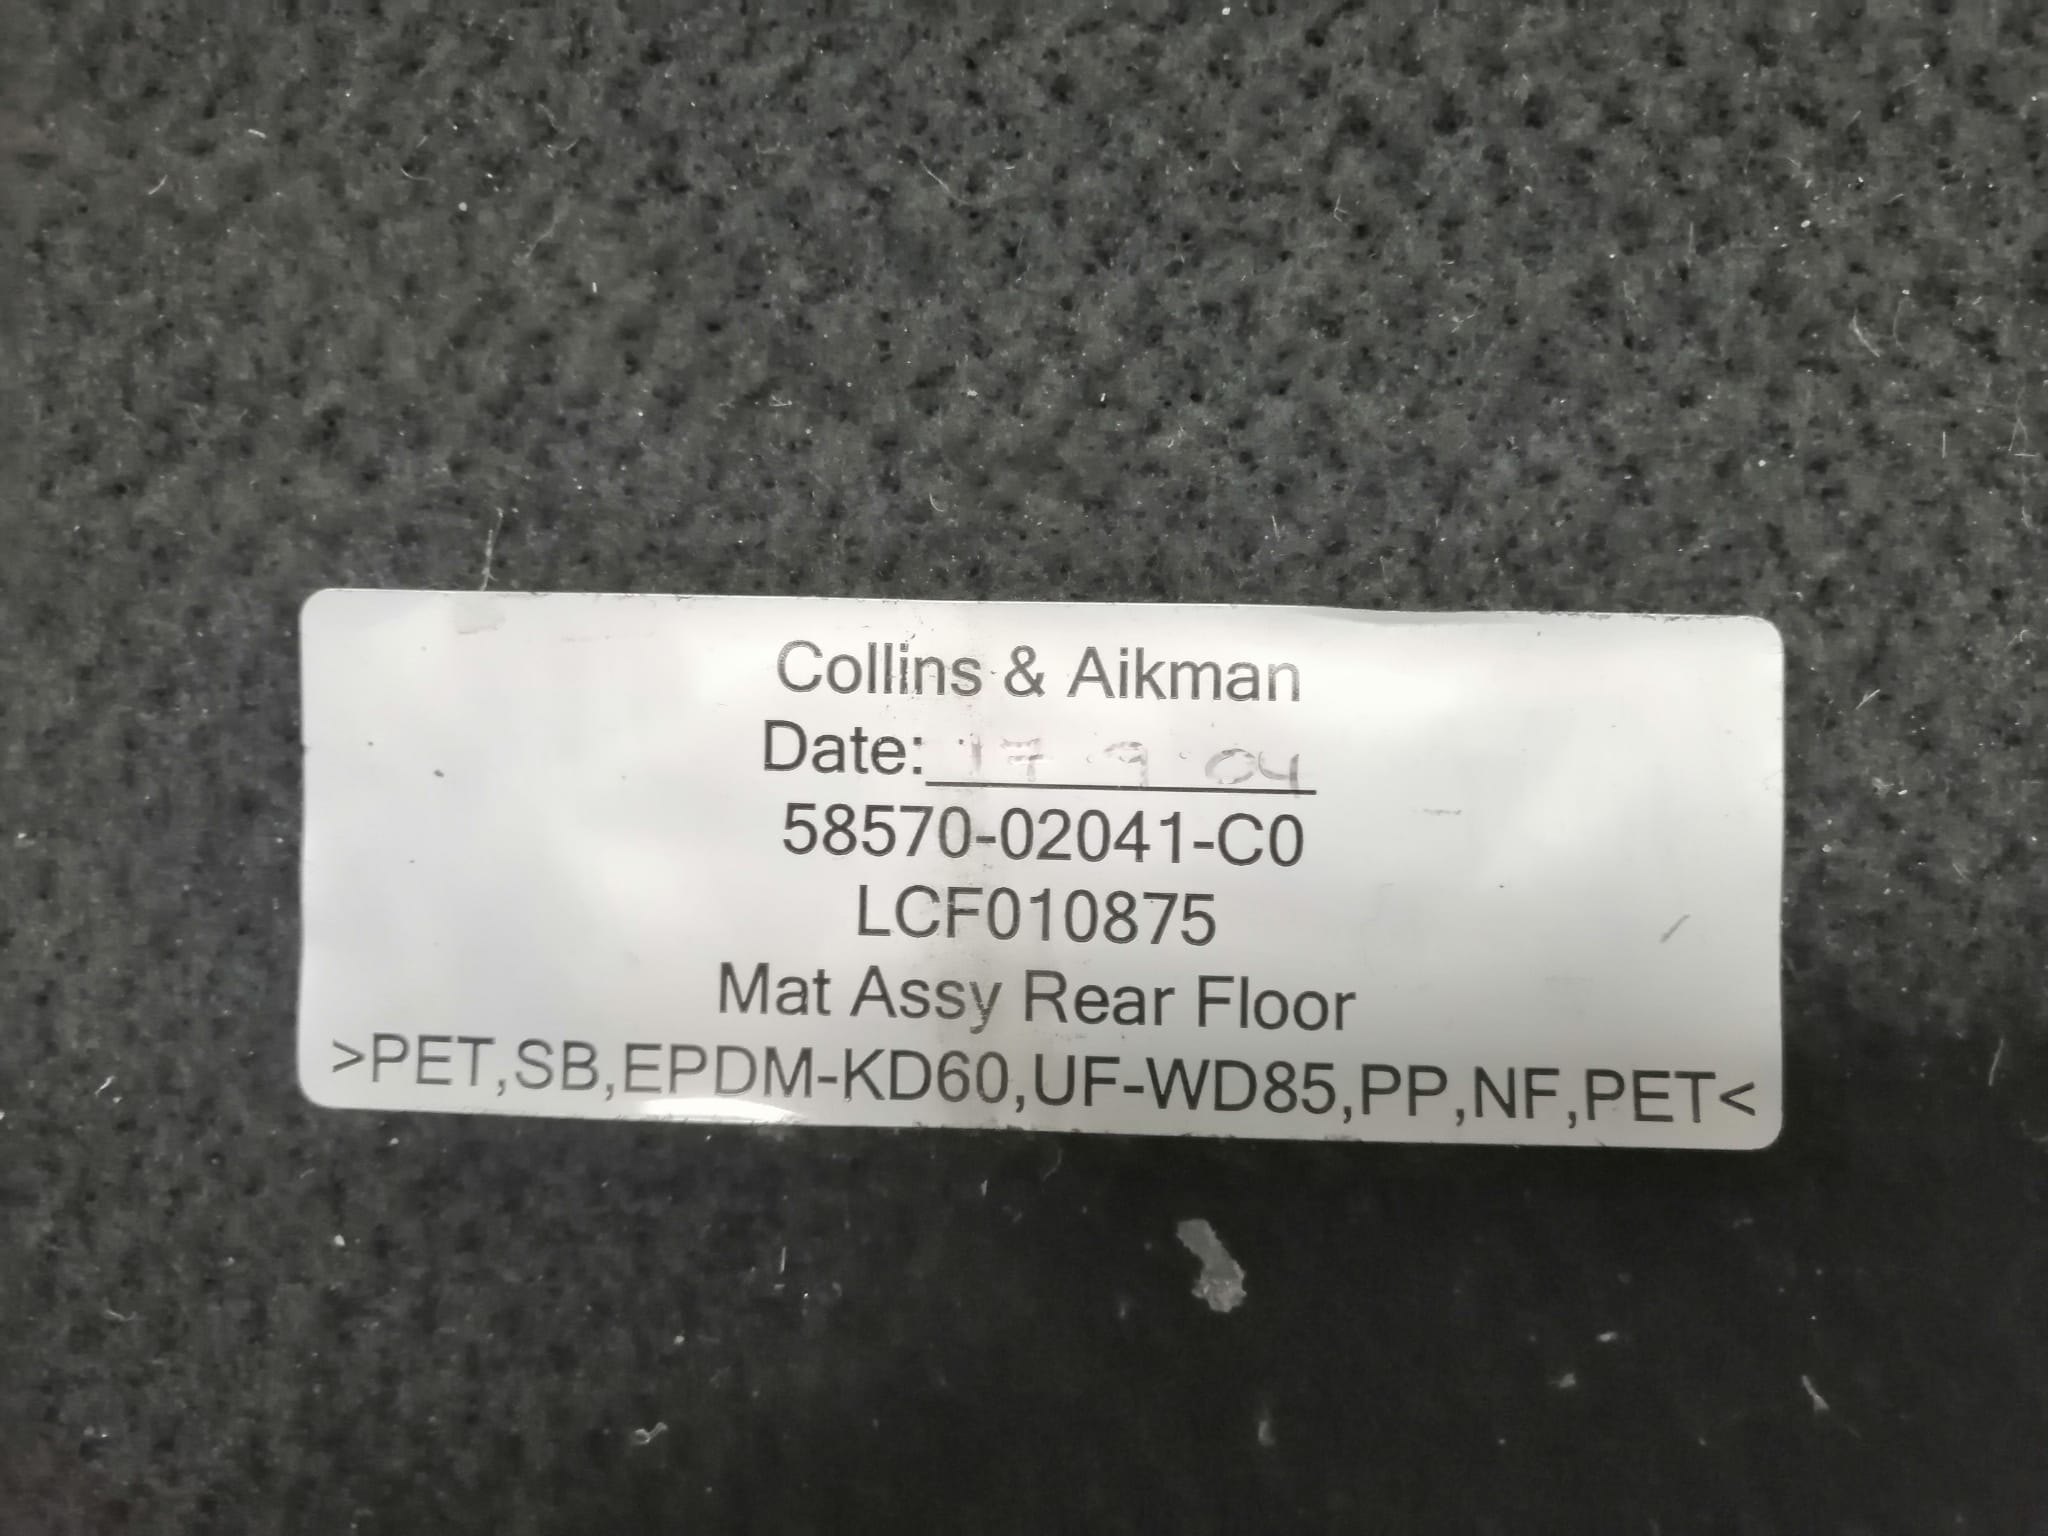 Collins & Aikman
Date: 17 9 04
58570-02041-C0
LCF010875
Mat Assy Rear Floor
>PET,SB,EPDM-KD60,UF-WD85,PP,NF,PET<